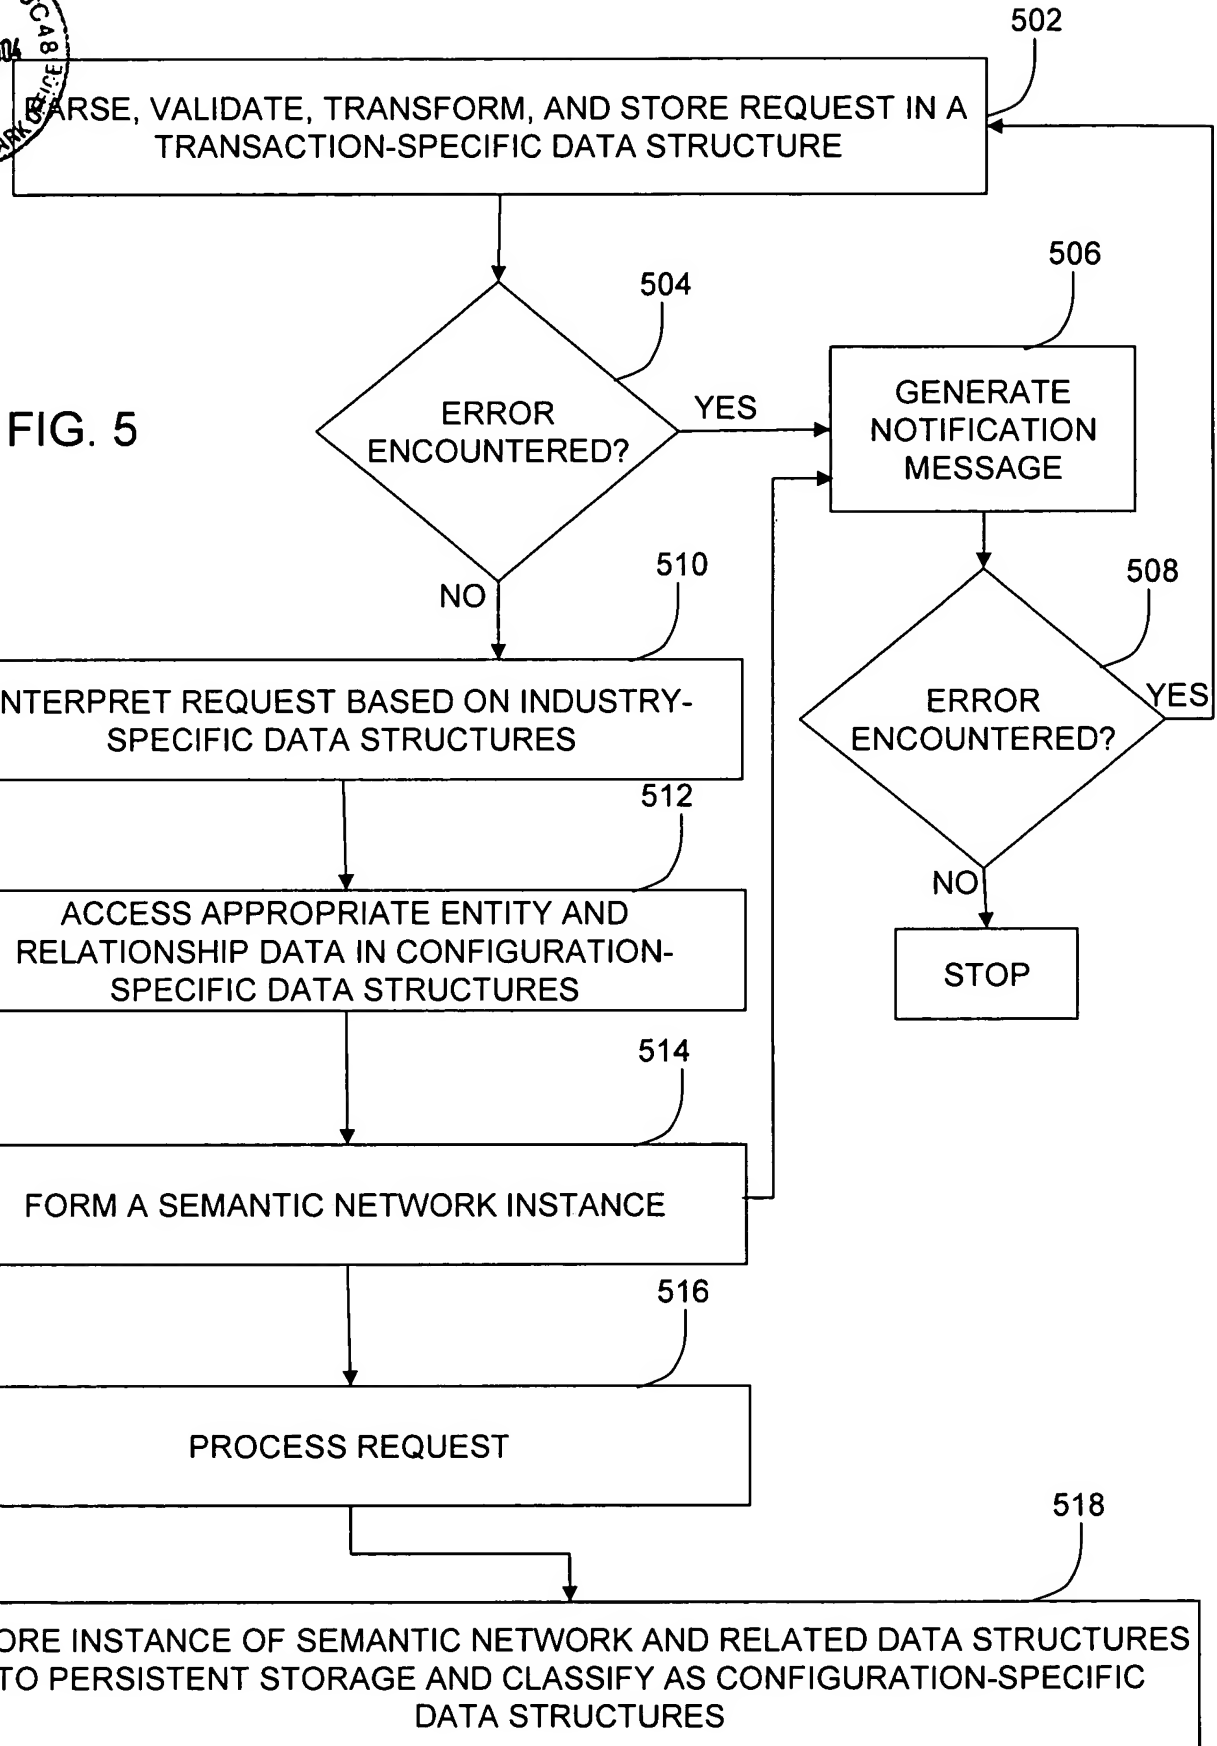 502
PARSE, VALIDATE, TRANSFORM, AND STORE REQUEST IN A
TRANSACTION-SPECIFIC DATA STRUCTURE
504
506
FIG. 5
ERROR
ENCOUNTERED?
YES
GENERATE
NOTIFICATION
MESSAGE
NO
510
508
NTERPRET REQUEST BASED ON INDUSTRY-
SPECIFIC DATA STRUCTURES
ERROR
ENCOUNTERED?
YES
512
NO
ACCESS APPROPRIATE ENTITY AND
RELATIONSHIP DATA IN CONFIGURATION-
SPECIFIC DATA STRUCTURES
STOP
514
FORM A SEMANTIC NETWORK INSTANCE
516
PROCESS REQUEST
518
ORE INSTANCE OF SEMANTIC NETWORK AND RELATED DATA STRUCTURES
TO PERSISTENT STORAGE AND CLASSIFY AS CONFIGURATION-SPECIFIC
DATA STRUCTURES